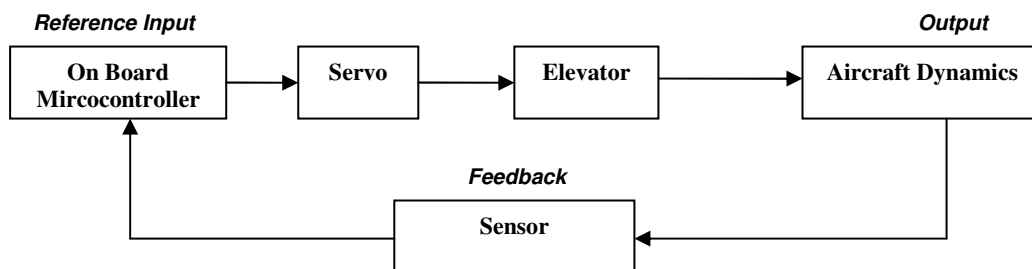 Reference Input
Output
On Board
Mircocontroller
Servo
Elevator
Aircraft Dynamics
Feedback
Sensor